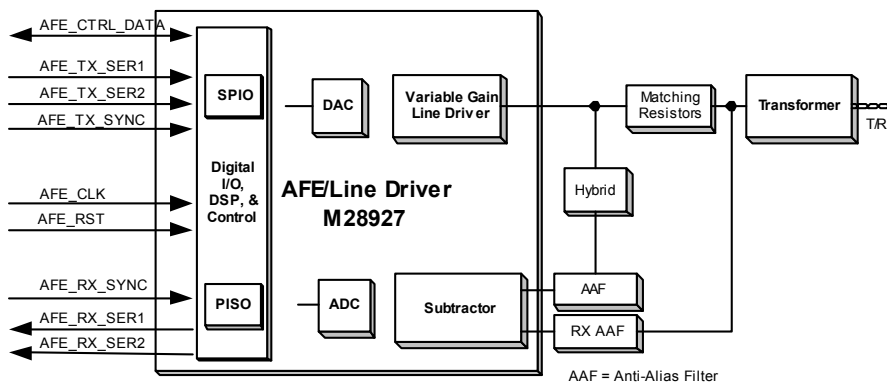 AFE_CTRL_DATA
AFE_TX_SER1
AFE_TX_SER2
AFE_TX_SYNC
AFE_CLK
AFE_RST
AFE_RX_SYNC
AFE_RX_SER1
AFE_RX_SER2
SPIO
Digital
I/O,
DSP, &
Control
PISO
DAC
Variable Gain
Line Driver
AFE/Line Driver
M28927
ADC
Subtractor
Matching
Resistors
Transformer
T/R
Hybrid
AAF
RX AAF
AAF = Anti-Alias Filter